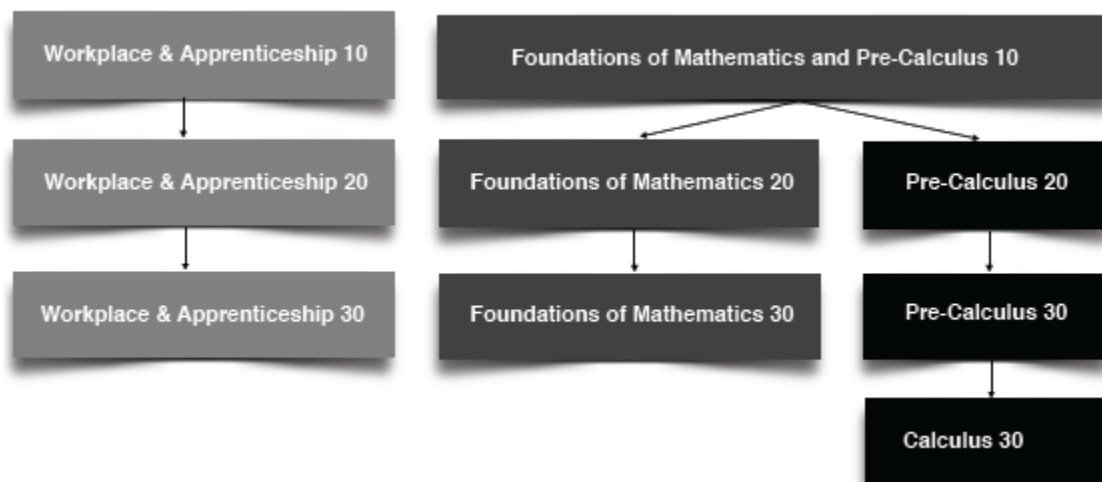 Workplace & Apprenticeship 10
Foundations of Mathematics and Pre-Calculus 10
Workplace & Apprenticeship 20
Foundations of Mathematics 20
Pre-Calculus 20
Workplace & Apprenticeship 30
Foundations of Mathematics 30
Pre-Calculus 30
Calculus 30